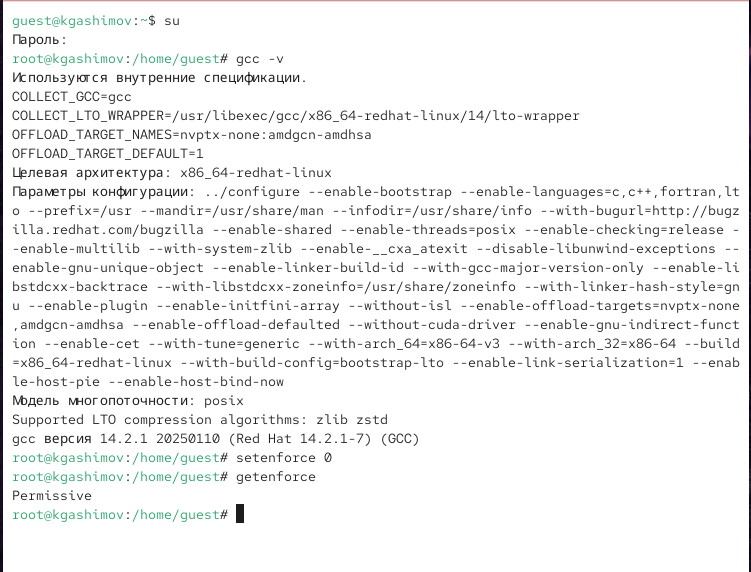 guest@kgashimov:~$ su
Пароль:
root@kgashimov:/home/guest# gcc -v
Используются внутренние спецификации.
COLLECT_GCC=gcc
COLLECT_LTO_WRAPPER=/usr/libexec/gcc/x86_64-redhat-linux/14/lto-wrapper
OFFLOAD_TARGET_NAMES=nvptx-none:amdgcn-amdhsa
OFFLOAD_TARGET_DEFAULT=1
Целевая архитектура: x86_64-redhat-linux
Параметры конфигурации: ../configure --enable-bootstrap --enable-languages=c,c++,fortran,lt
o --prefix=/usr --mandir=/usr/share/man --infodir=/usr/share/info --with-bugurl=http://bugz
illa.redhat.com/bugzilla --enable-shared --enable-threads=posix --enable-checking=release -
-enable-multilib --with-system-zlib --enable-__cxa_atexit --disable-libunwind-exceptions --
enable-gnu-unique-object --enable-linker-build-id --with-gcc-major-version-only --enable-li
bstdcxx-backtrace --with-libstdcxx-zoneinfo=/usr/share/zoneinfo --with-linker-hash-style=gn
u --enable-plugin --enable-initfini-array --without-isl --enable-offload-targets=nvptx-none
,amdgcn-amdhsa --enable-offload-defaulted --without-cuda-driver --enable-gnu-indirect-funct
ion --enable-cet --with-tune=generic --with-arch_64=x86-64-v3 --with-arch_32=x86-64 --build
=x86_64-redhat-linux --with-build-config=bootstrap-lto --enable-link-serialization=1 --enab
le-host-pie --enable-host-bind-now
Модель многопоточности: posix
Supported LTO compression algorithms: zlib zstd
gcc версия 14.2.1 20250110 (Red Hat 14.2.1-7) (GCC)
root@kgashimov:/home/guest# setenforce 0
root@kgashimov:/home/guest# getenforce
Permissive
root@kgashimov:/home/guest#